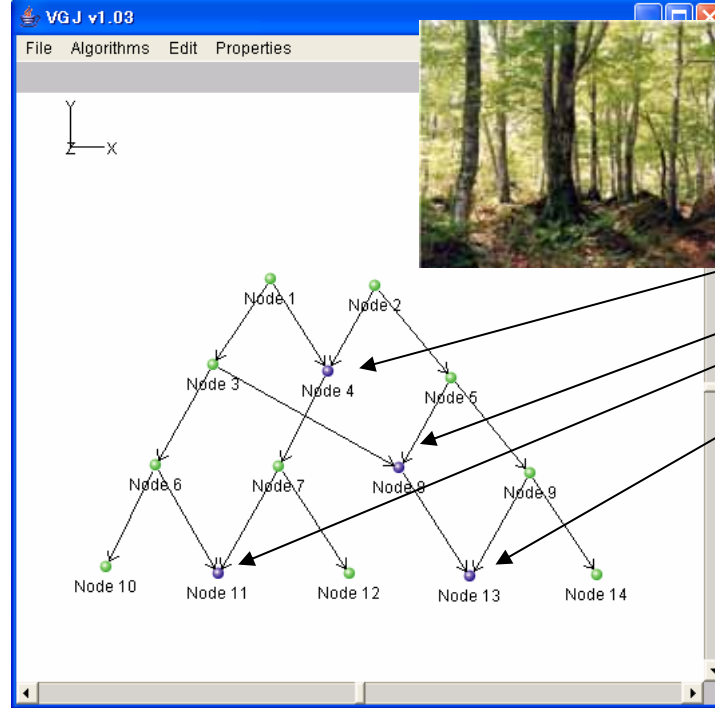 VGJ v1.03
File Algorithms Edit Properties
Y
Z X
Node 1 Node 2
Node 3 Node 4 Node 5
Node 6 Node 7 Node 8 Node 9
Node 10 Node 11 Node 12 Node 13 Node 14